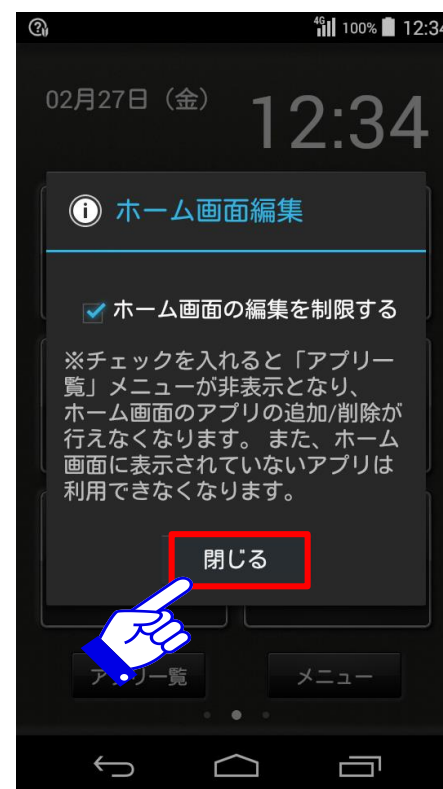 4G 100% 12:34
02月27日（金）
12:34
ホーム画面編集
ホーム画面の編集を制限する
※チェックを入れると「アプリ一
覧」メニューが非表示となり、
ホーム画面のアプリの追加/削除が
行えなくなります。 また、ホーム
画面に表示されていないアプリは
利用できなくなります。
閉じる
アプリ一覧 メニュー